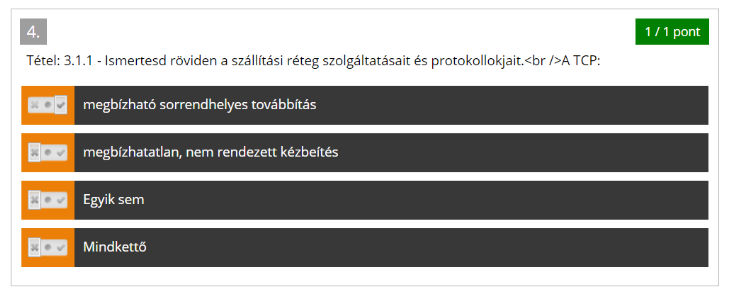 4.
1 / 1 pont
Tétel: 3.1.1 - Ismertesd röviden a szállítási réteg szolgáltatásait és protokollokjait.<br />A TCP:
megbízható sorrendhelyes továbbítás
megbízhatatlan, nem rendezett kézbeítés
Egyik sem
Mindkettő